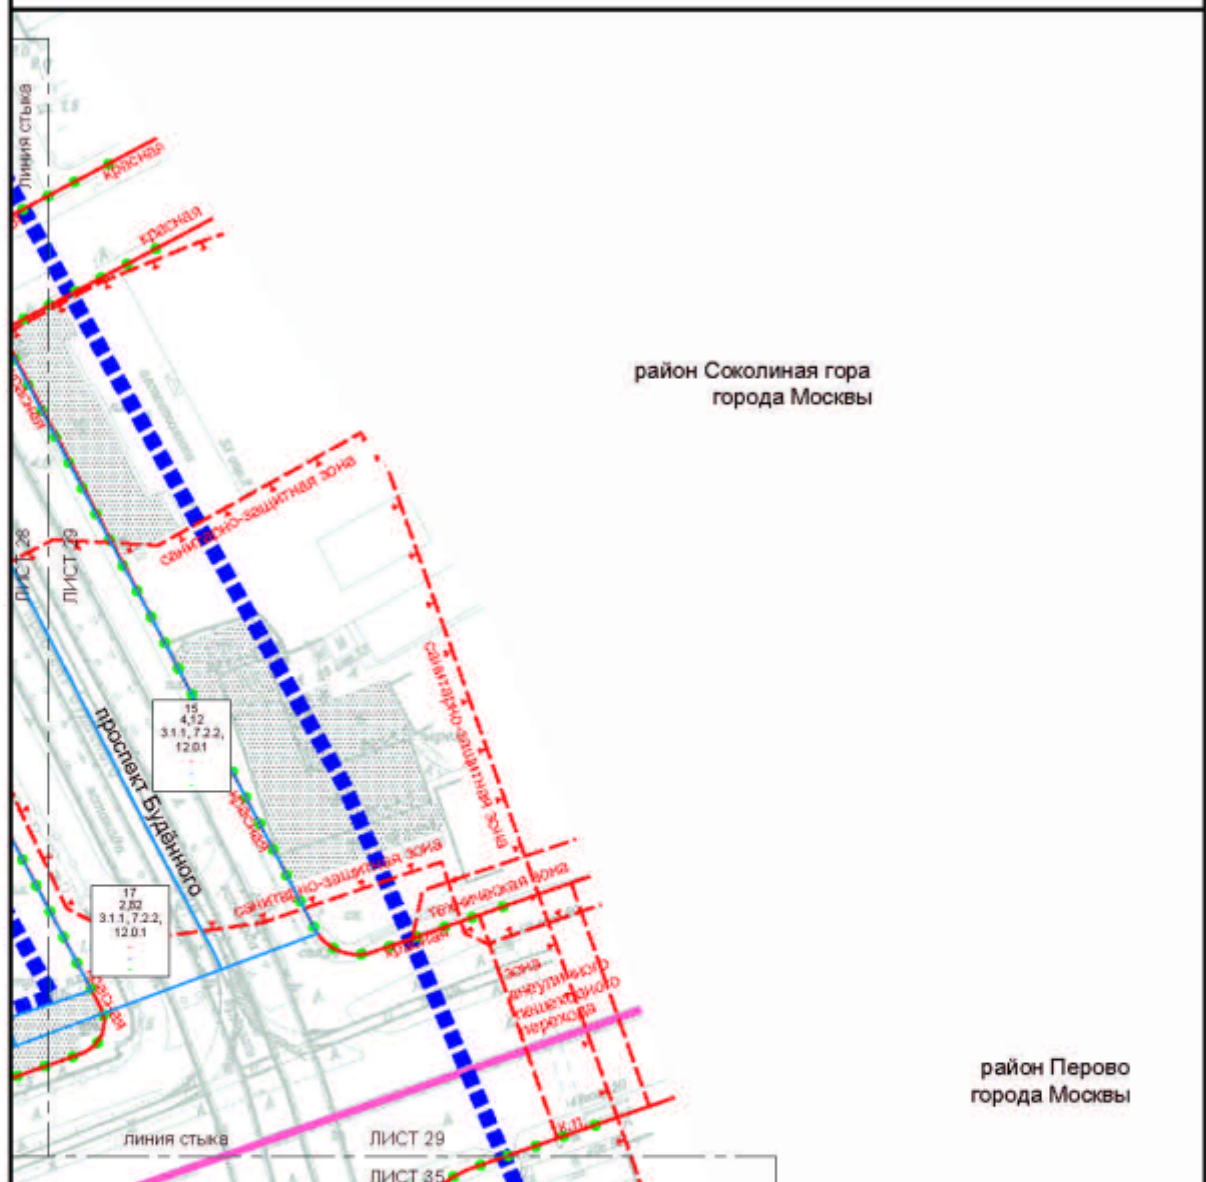 линия стыка
красная
красная
район Соколиная гора
города Москвы
красная
санитарно-защитная зона
ЛИСТ 28
ЛИСТ 29
санитарно-защитная зона
проспект Будённого
15
4,12
3.1.1, 7.2.2,
12.0.1
красная
санитарно-защитная зона
техническая зона
17
2,82
3.1.1, 7.2.2,
12.0.1
красная
красная
зона
внеуличного
пешеходного
перехода
район Перово
города Москвы
к.п.
линия стыка
ЛИСТ 29
ЛИСТ 35